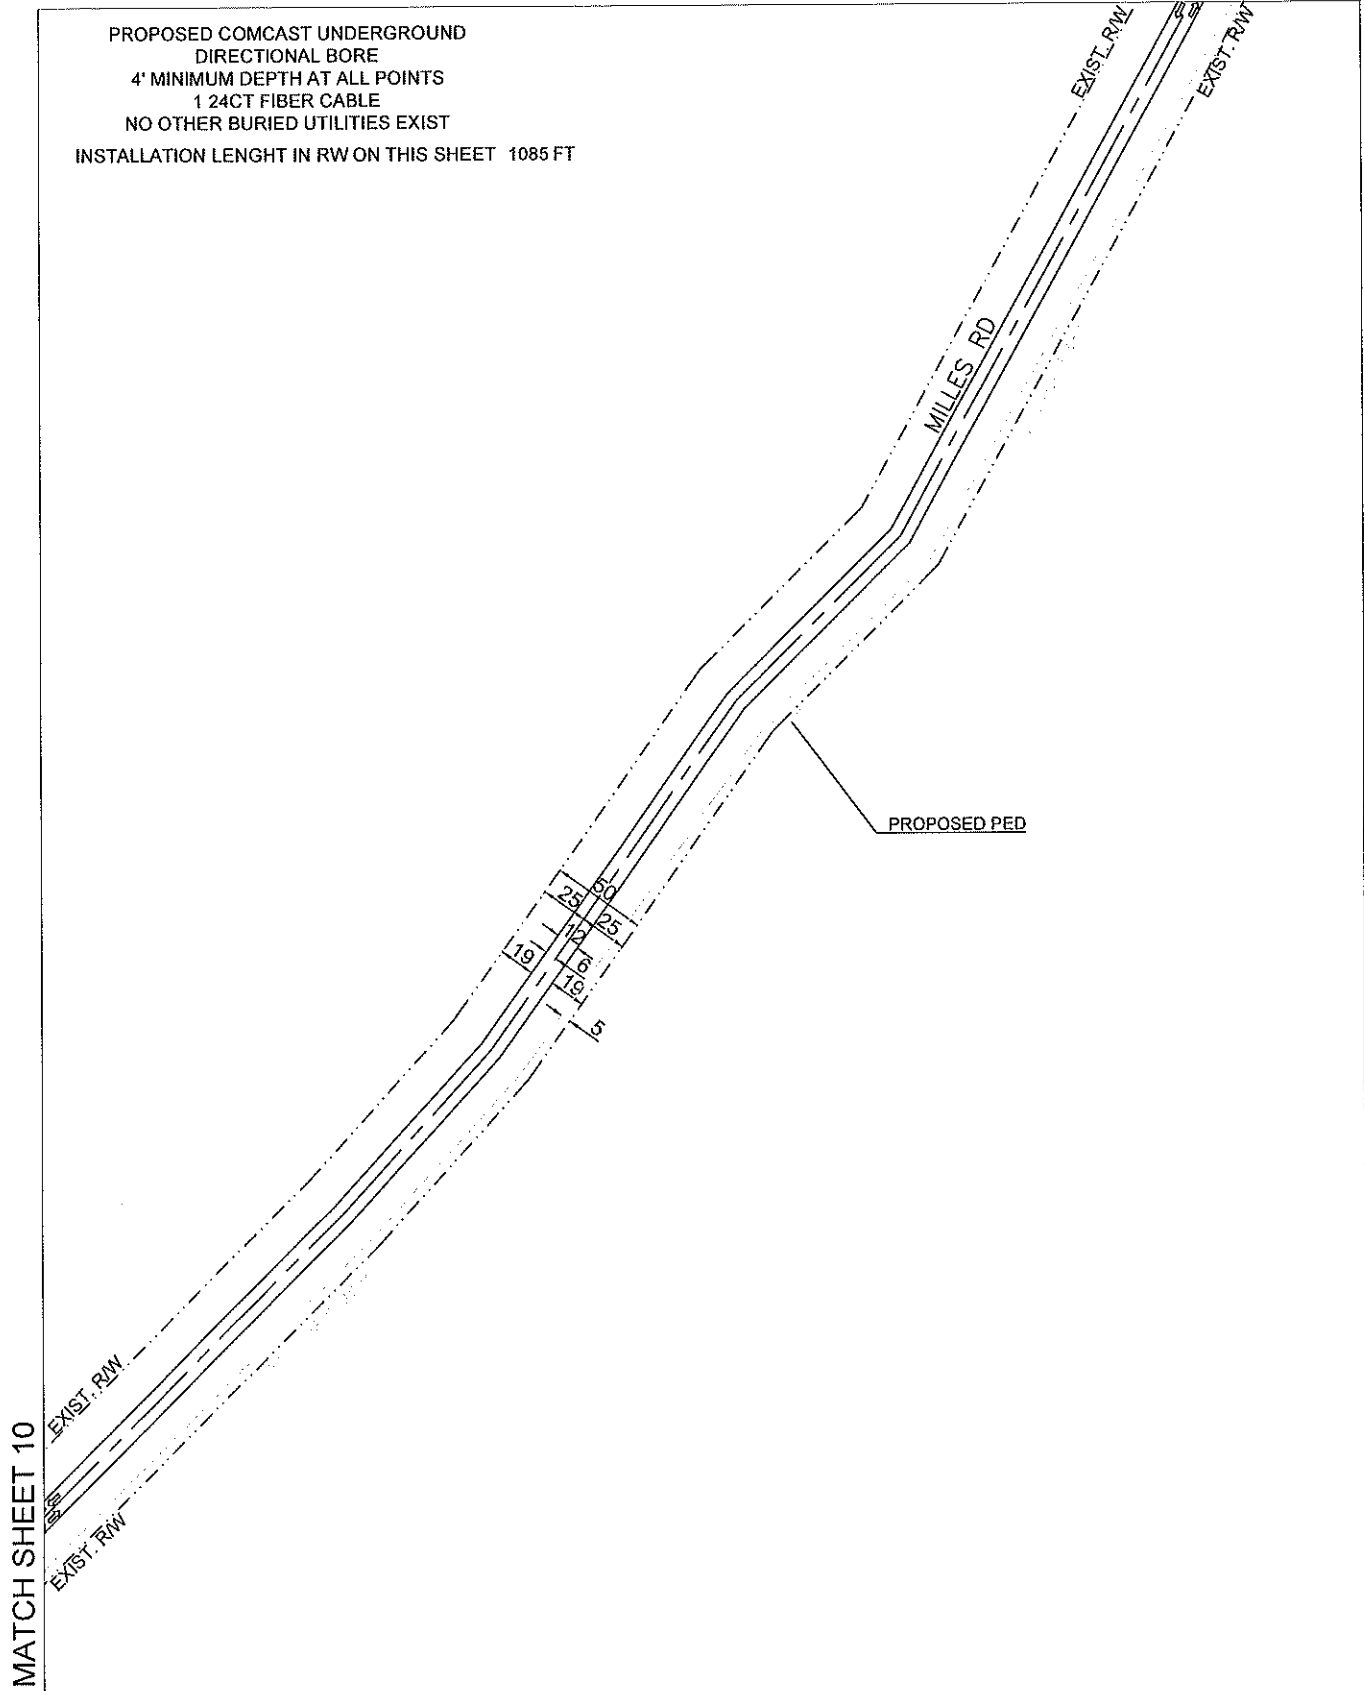 PROPOSED COMCAST UNDERGROUND
DIRECTIONAL BORE
4' MINIMUM DEPTH AT ALL POINTS
1 24CT FIBER CABLE
NO OTHER BURIED UTILITIES EXIST
INSTALLATION LENGHT IN RW ON THIS SHEET 1085 FT
EXIST. R/W
EXIST. R/W
MILLES RD
PROPOSED PED
50
25
25
12
19
6
19
5
EXIST. R/W
EXIST. R/W
MATCH SHEET 10